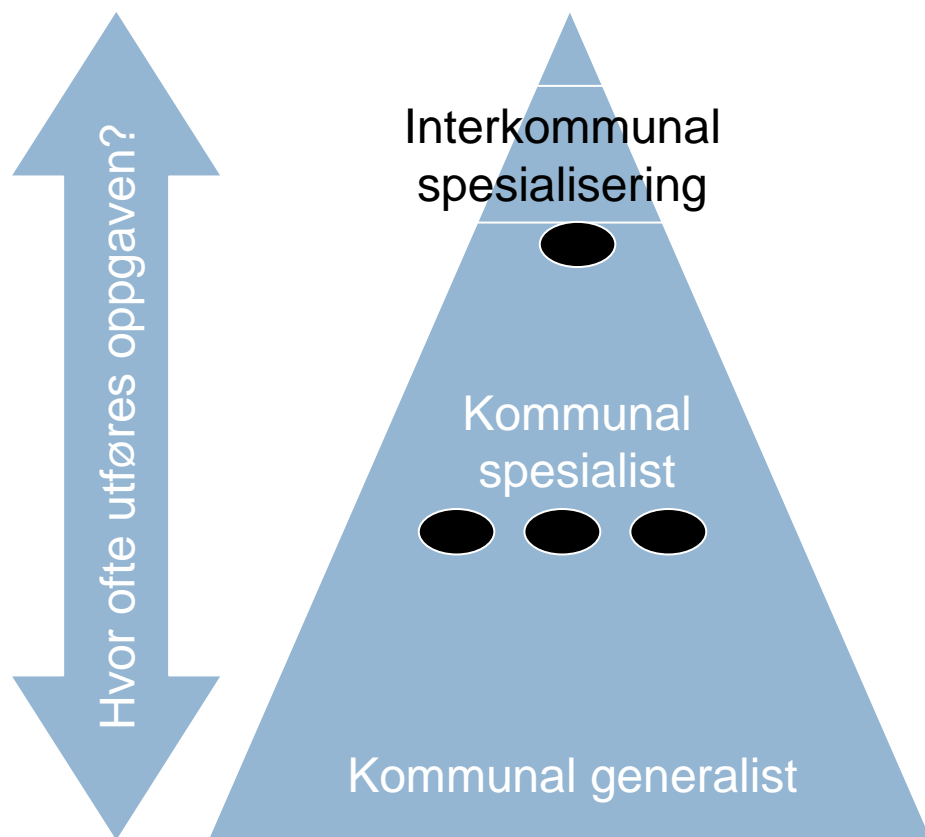 Hvor ofte utføres oppgaven?
Interkommunal
spesialisering
Kommunal
spesialist
Kommunal generalist